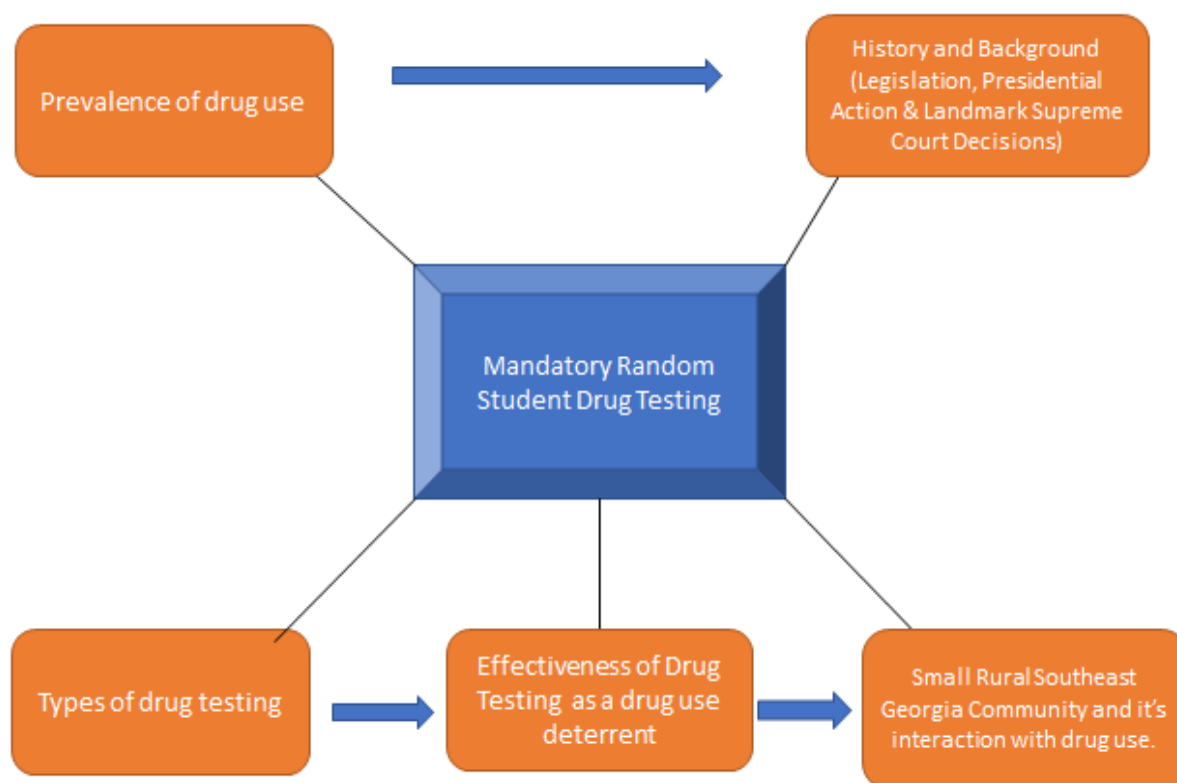 Prevalence of drug use
History and Background
(Legislation, Presidential
Action & Landmark Supreme
Court Decisions)
Mandatory Random
Student Drug Testing
Types of drug testing
Effectiveness of Drug
Testing as a drug use
deterrent
Small Rural Southeast
Georgia Community and it's
interaction with drug use.